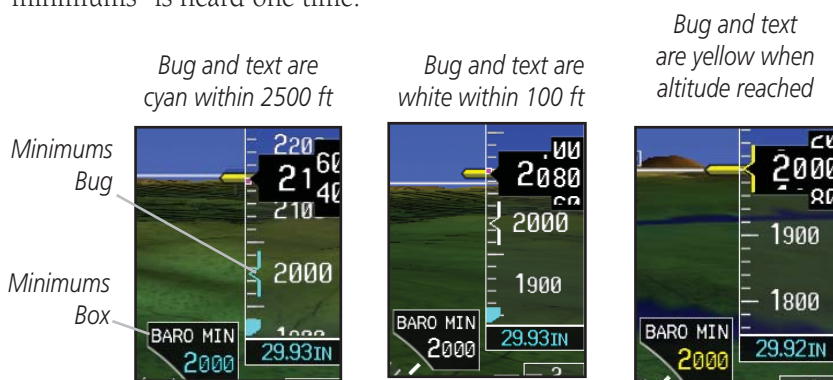 minimums" is heard one time.
Bug and text are
cyan within 2500 ft
Bug and text are
white within 100 ft
Bug and text
are yellow when
altitude reached
Minimums
Bug
Minimums
Box
2000
BARO MIN
2000
29.93IN
2080
2000
1900
BARO MIN
2000
29.93IN
2000
1900
1800
BARO MIN
2000
29.92IN